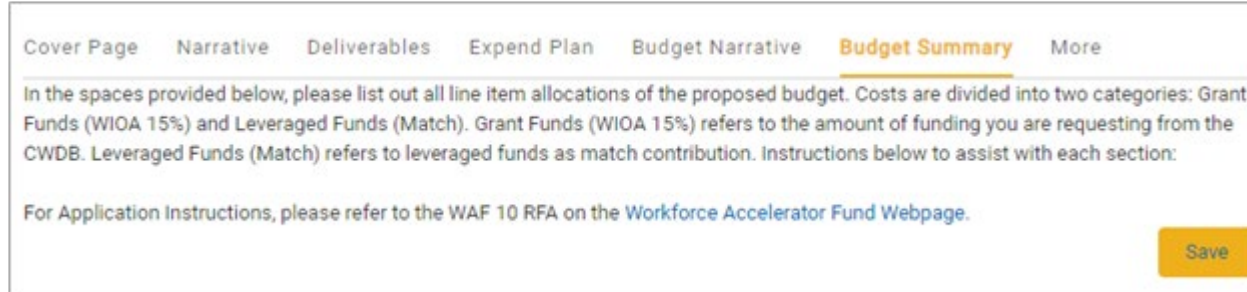 Cover Page Narrative Deliverables Expend Plan Budget Narrative Budget Summary More
In the spaces provided below, please list out all line item allocations of the proposed budget. Costs are divided into two categories: Grant
Funds (WIOA 15%) and Leveraged Funds (Match). Grant Funds (WIOA 15%) refers to the amount of funding you are requesting from the
CWDB. Leveraged Funds (Match) refers to leveraged funds as match contribution. Instructions below to assist with each section:
For Application Instructions, please refer to the WAF 10 RFA on the Workforce Accelerator Fund Webpage.
Save